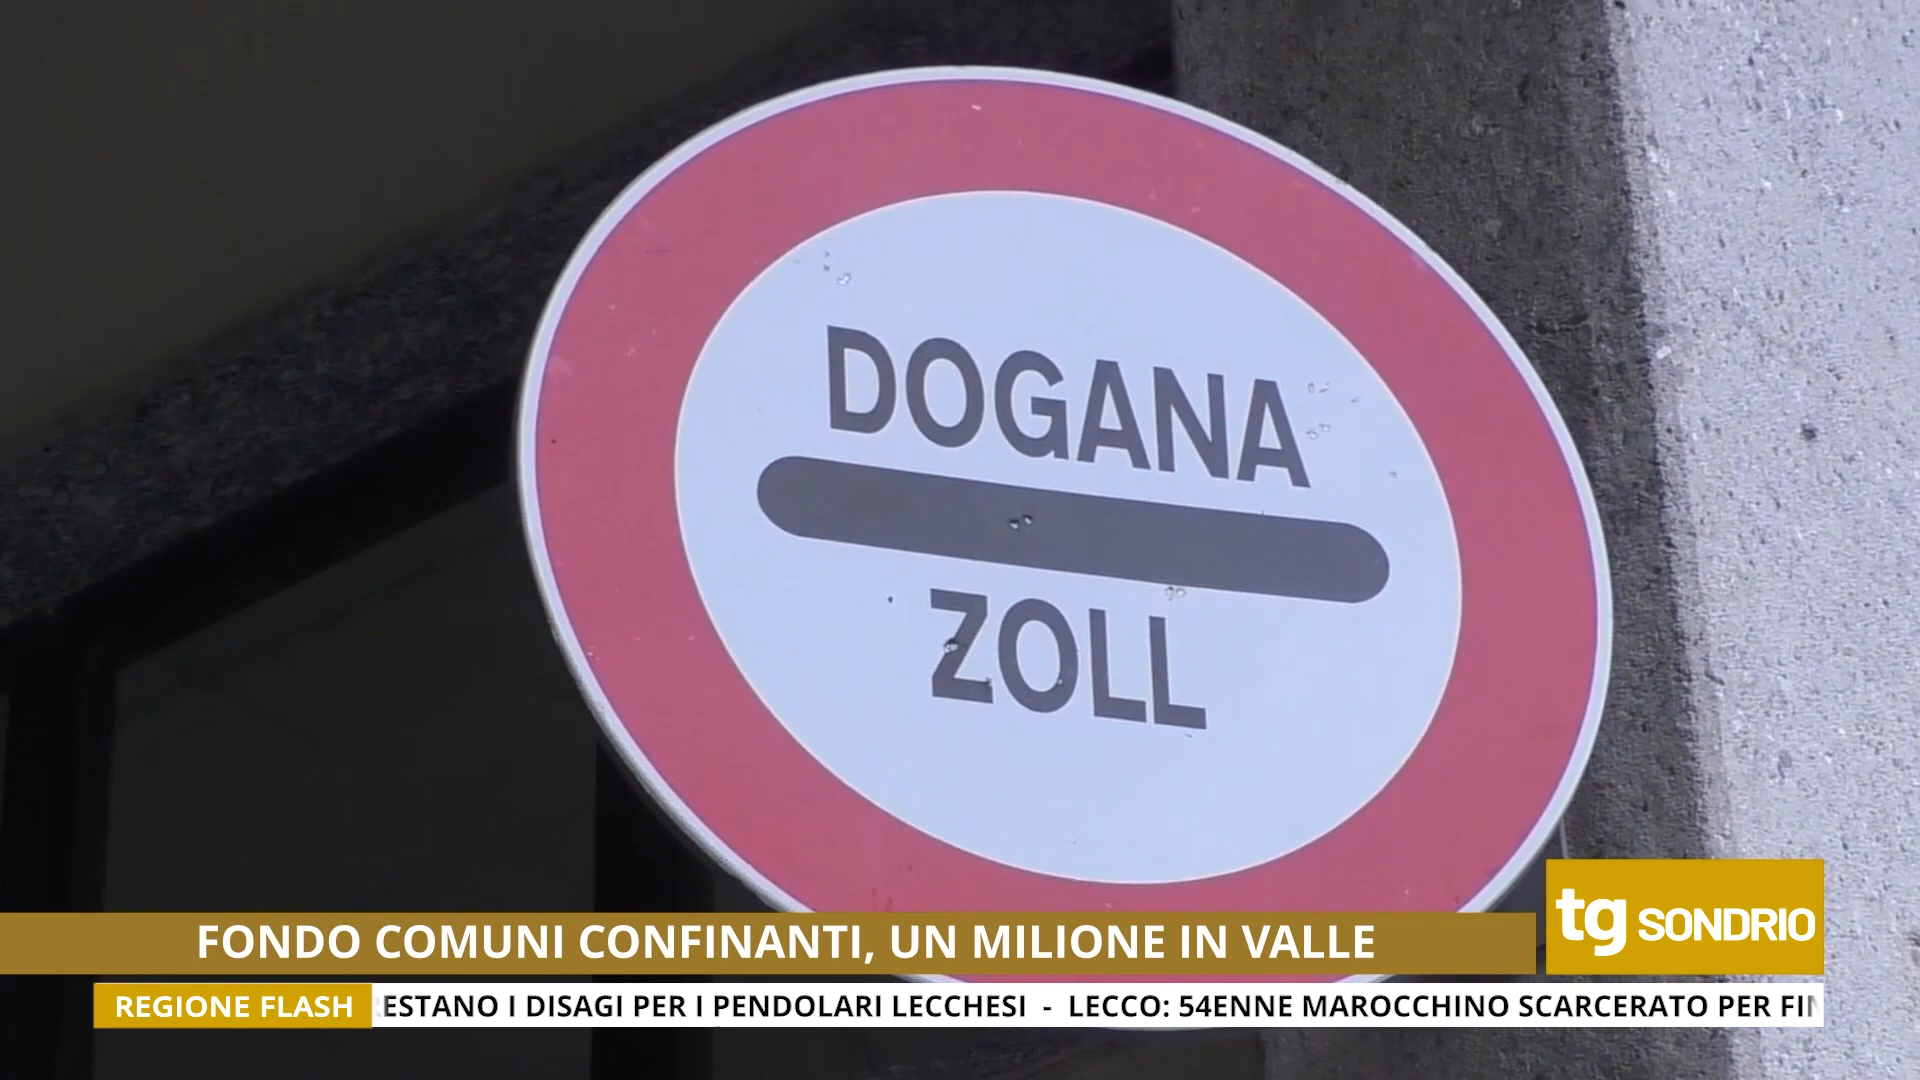 DOGANA
ZOLL
FONDO COMUNI CONFINANTI, UN MILIONE IN VALLE
tg SONDRIO
REGIONE FLASH
ESTANO I DISAGI PER I PENDOLARI LECCHESI - LECCO: 54ENNE MAROCCHINO SCARCERATO PER